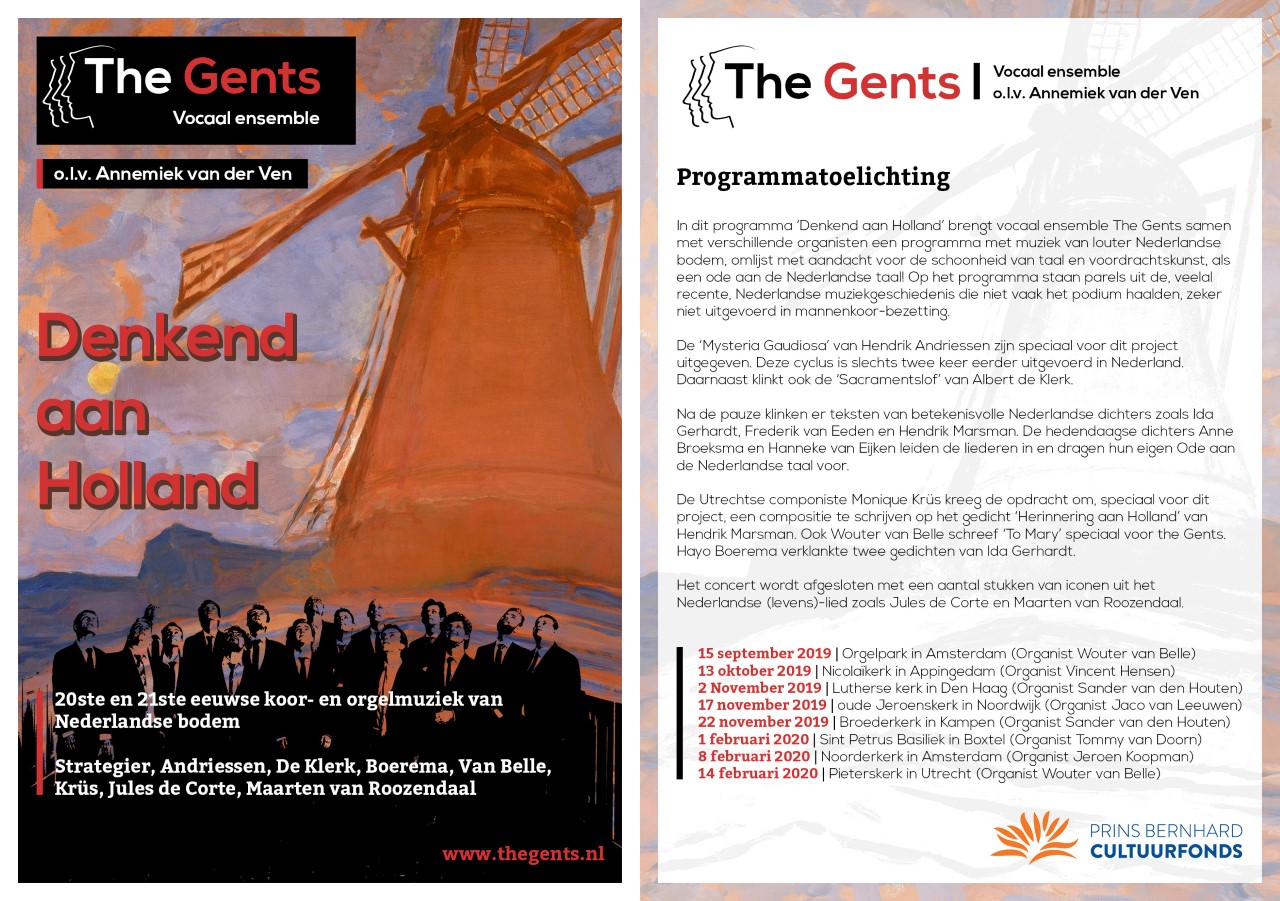 The Gents
Vocaal ensemble
o.l.v. Annemiek van der Ven
Denkend
aan
Holland
20ste en 21ste eeuwse koor- en orgelmuziek van
Nederlandse bodem
Strategier, Andriessen, De Klerk, Boerema, Van Belle,
Krüs, Jules de Corte, Maarten van Roozendaal
www.thegents.nl
The Gents
Vocaal ensemble
o.l.v. Annemiek van der Ven
Programmatoelichting
In dit programma ‘Denkend aan Holland’ brengt vocaal ensemble The Gents samen
met verschillende organisten een programma met muziek van louter Nederlandse
bodem, omlijst met aandacht voor de schoonheid van taal en voordrachtskunst, als
een ode aan de Nederlandse taal! Op het programma staan parels uit de, veelal
recente, Nederlandse muziekgeschiedenis die niet vaak het podium haalden, zeker
niet uitgevoerd in mannenkoor-bezetting.
De ‘Mysteria Gaudiosa’ van Hendrik Andriessen zijn speciaal voor dit project
uitgegeven. Deze cyclus is slechts twee keer eerder uitgevoerd in Nederland.
Daarnaast klinkt ook de ‘Sacramentslof’ van Albert de Klerk.
Na de pauze klinken er teksten van betekenisvolle Nederlandse dichters zoals Ida
Gerhardt, Frederik van Eeden en Hendrik Marsman. De hedendaagse dichters Anne
Broeksma en Hanneke van Eijken leiden de liederen in en dragen hun eigen Ode aan
de Nederlandse taal voor.
De Utrechtse componiste Monique Krüs kreeg de opdracht om, speciaal voor dit
project, een compositie te schrijven op het gedicht ‘Herinnering aan Holland’ van
Hendrik Marsman. Ook Wouter van Belle schreef ‘To Mary’ speciaal voor the Gents.
Hayo Boerema verklankte twee gedichten van Ida Gerhardt.
Het concert wordt afgesloten met een aantal stukken van iconen uit het
Nederlandse (levens)-lied zoals Jules de Corte en Maarten van Roozendaal.
15 september 2019 | Orgelpark in Amsterdam (Organist Wouter van Belle)
13 oktober 2019 | Nicolaïkerk in Appingedam (Organist Vincent Hensen)
2 November 2019 | Lutherse kerk in Den Haag (Organist Sander van den Houten)
17 november 2019 | oude Jeroenskerk in Noordwijk (Organist Jaco van Leeuwen)
22 november 2019 | Broederkerk in Kampen (Organist Sander van den Houten)
1 februari 2020 | Sint Petrus Basiliek in Boxtel (Organist Tommy van Doorn)
8 februari 2020 | Noorderkerk in Amsterdam (Organist Jeroen Koopman)
14 februari 2020 | Pieterskerk in Utrecht (Organist Wouter van Belle)
PRINS BERNHARD
CULTUURFONDS